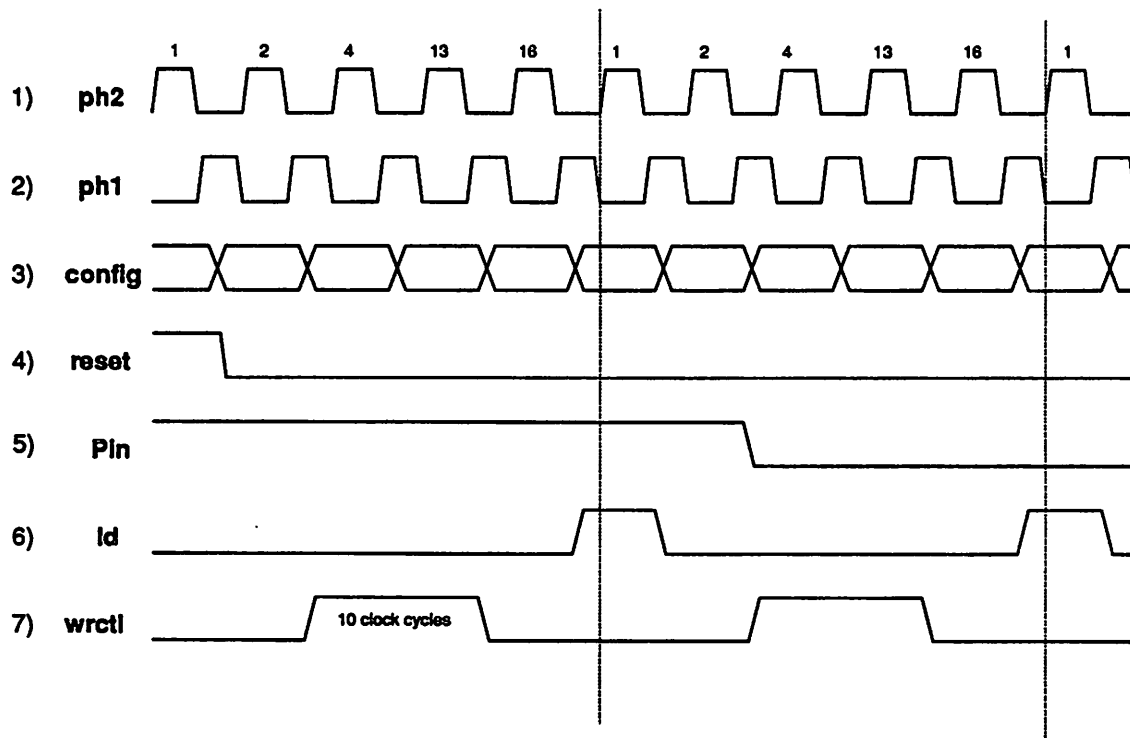 1 2 4 13 16 1 2 4 13 16 1
1) ph2
2) ph1
3) config
4) reset
5) Pin
6) ld
7) wrctl 10 clock cycles